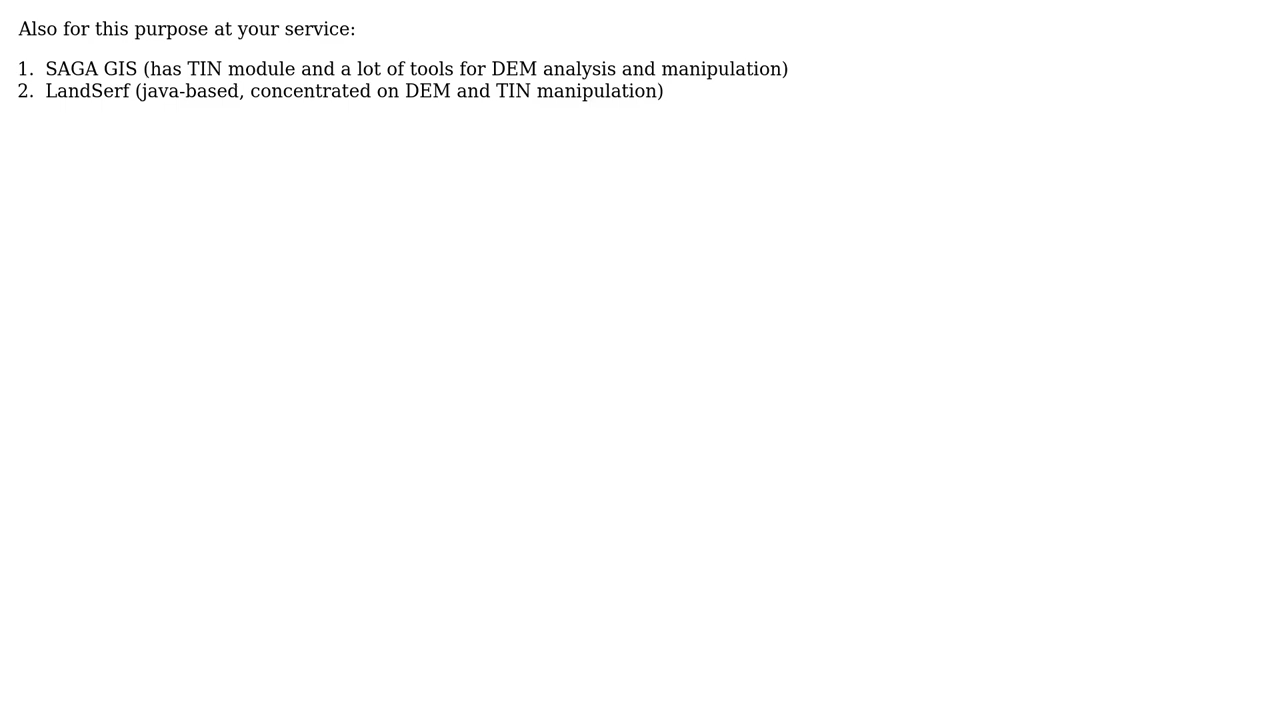 Also for this purpose at your service:
1. SAGA GIS (has TIN module and a lot of tools for DEM analysis and manipulation)
2. LandSerf (java-based, concentrated on DEM and TIN manipulation)